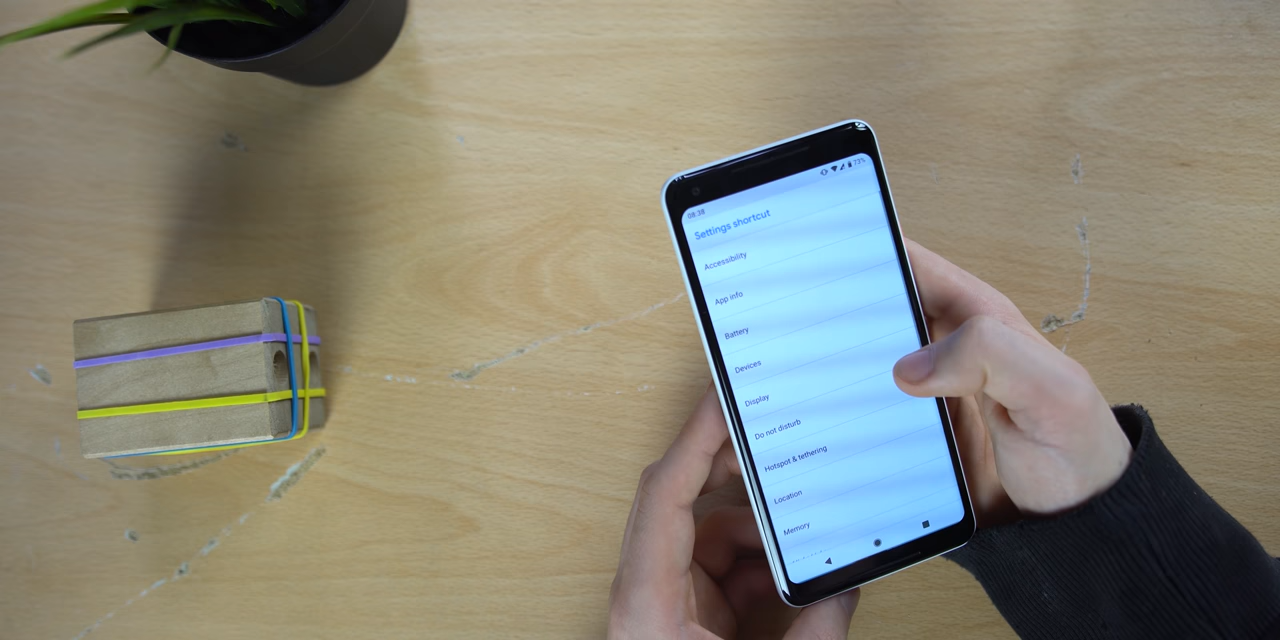 08:38
73%
Settings shortcut
Accessibility
App info
Battery
Devices
Display
Do not disturb
Hotspot & tethering
Location
Memory